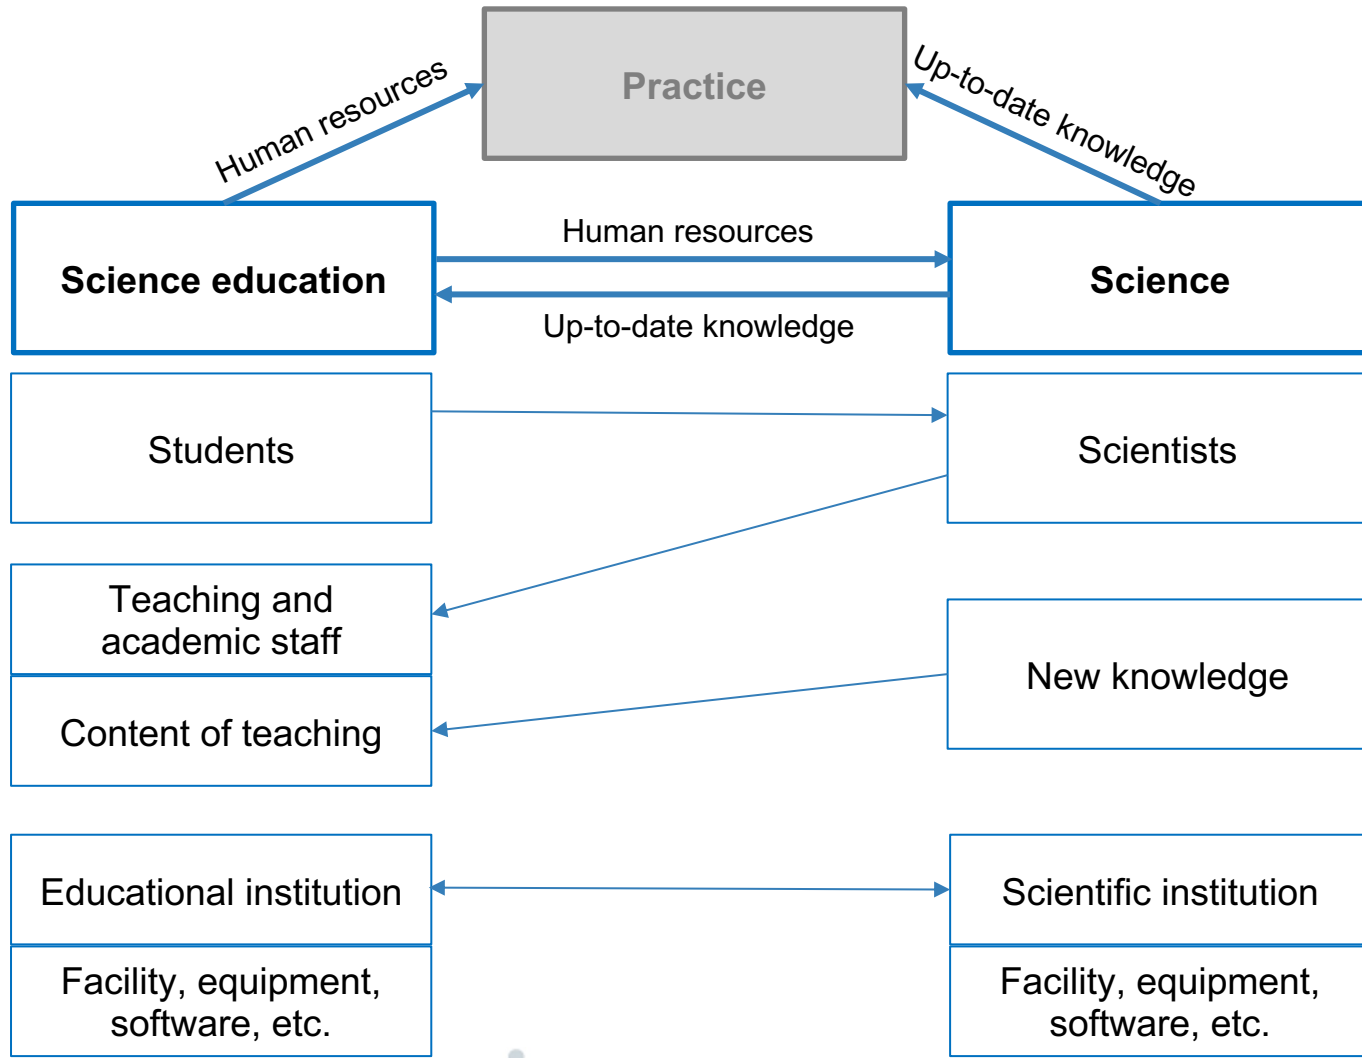 Practice
Human resources
Up-to-date knowledge
Science education
Human resources
Up-to-date knowledge
Science
Students
Scientists
Teaching and
academic staff
Content of teaching
New knowledge
Educational institution
Scientific institution
Facility, equipment,
software, etc.
Facility, equipment,
software, etc.